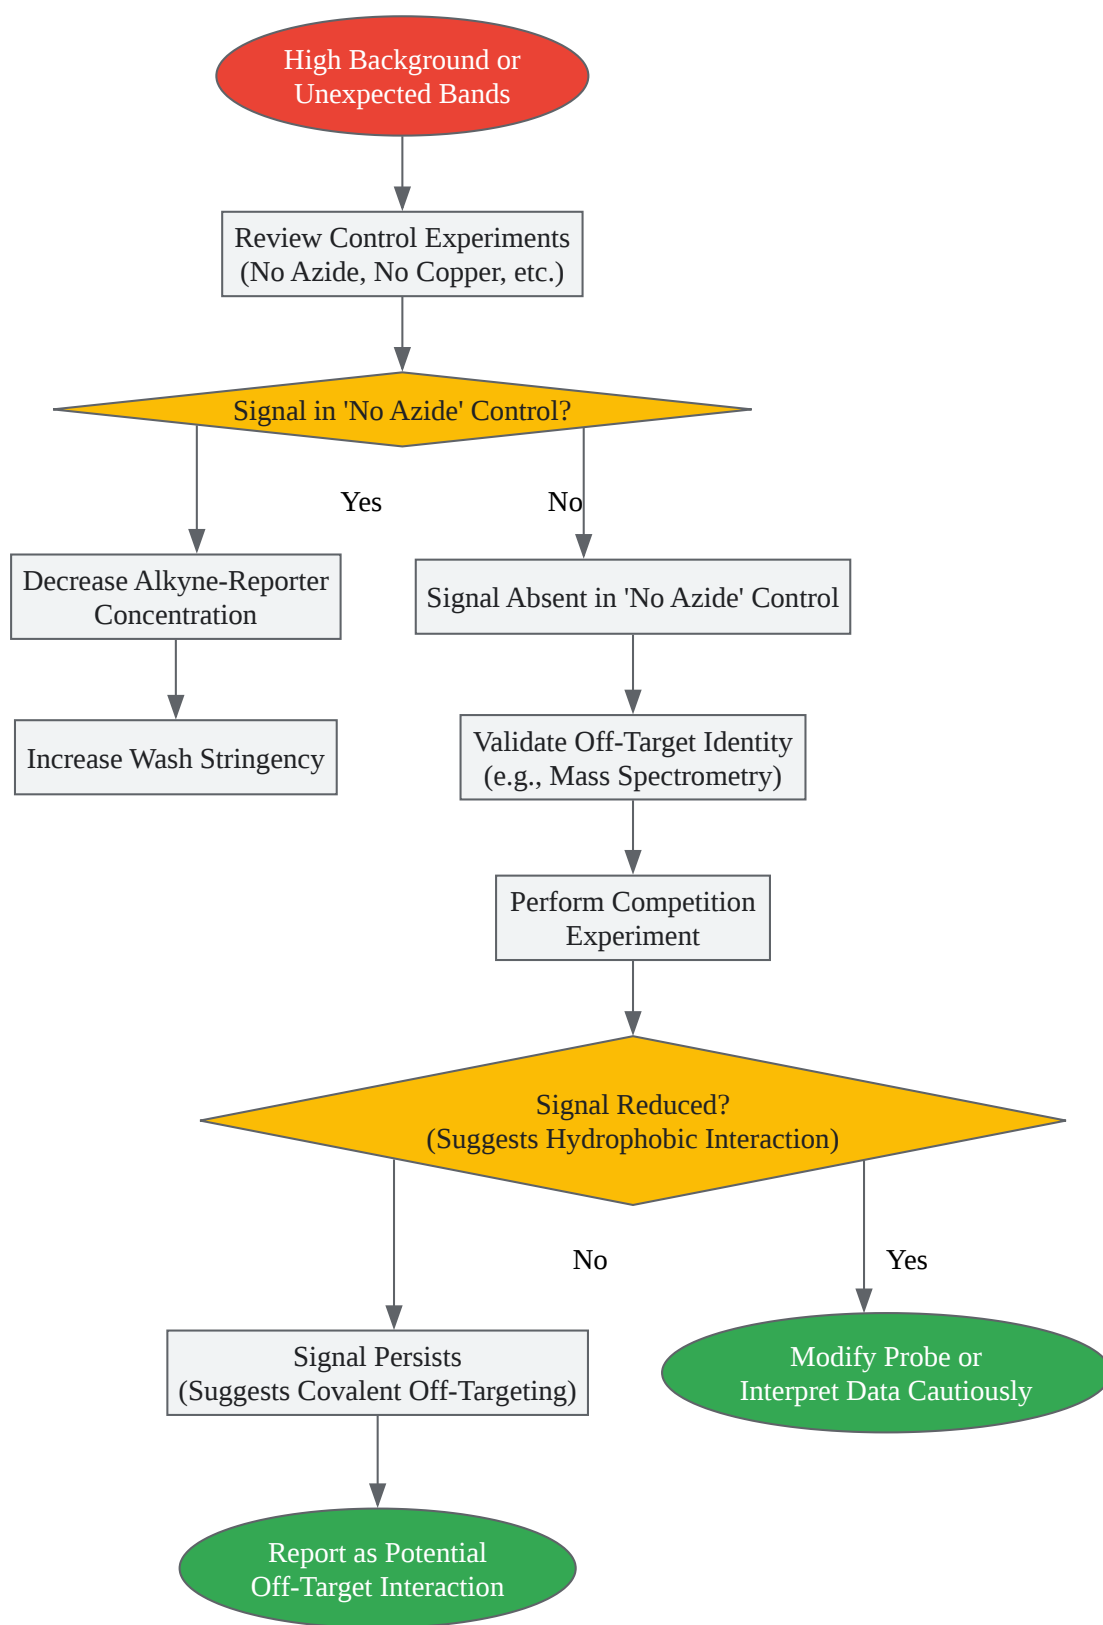 High Background or
Unexpected Bands
Review Control Experiments
(No Azide, No Copper, etc.)
Signal in 'No Azide' Control?
Yes
No
Decrease Alkyne-Reporter
Concentration
Signal Absent in 'No Azide' Control
Increase Wash Stringency
Validate Off-Target Identity
(e.g., Mass Spectrometry)
Perform Competition
Experiment
Signal Reduced?
(Suggests Hydrophobic Interaction)
No
Yes
Signal Persists
(Suggests Covalent Off-Targeting)
Modify Probe or
Interpret Data Cautiously
Report as Potential
Off-Target Interaction